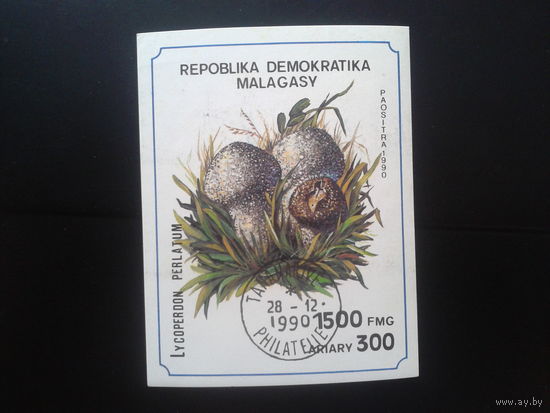 REPOBLIKA DEMOKRATIKA
MALAGASY
PAOSITRA 1990
LYCOPERDON PERLATUM
28 - 12.
1990
PHILATELIE
1500 FMG
ARIARY 300
www.ay.by